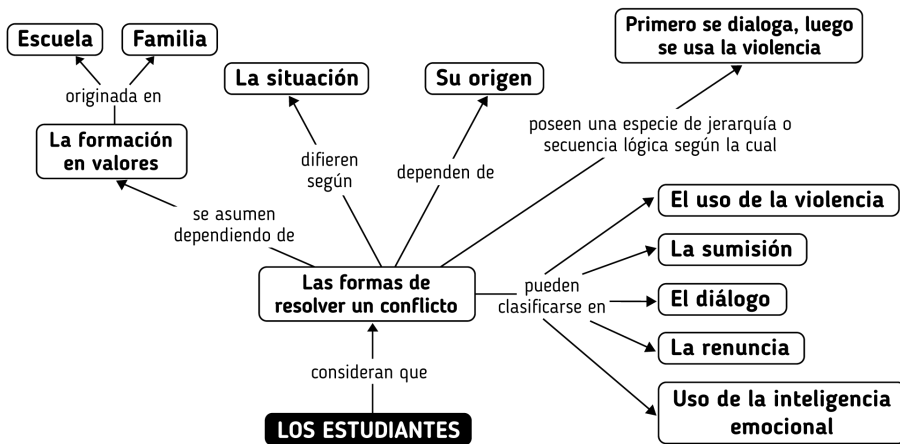 Escuela
Familia
originada en
La formación
en valores
se asumen
dependiendo de
La situación
difieren
según
Su origen
dependen de
Primero se dialoga, luego
se usa la violencia
poseen una especie de jerarquía o
secuencia lógica según la cual
Las formas de
resolver un conflicto
pueden
clasificarse en
El uso de la violencia
La sumisión
El diálogo
La renuncia
Uso de la inteligencia
emocional
consideran que
LOS ESTUDIANTES